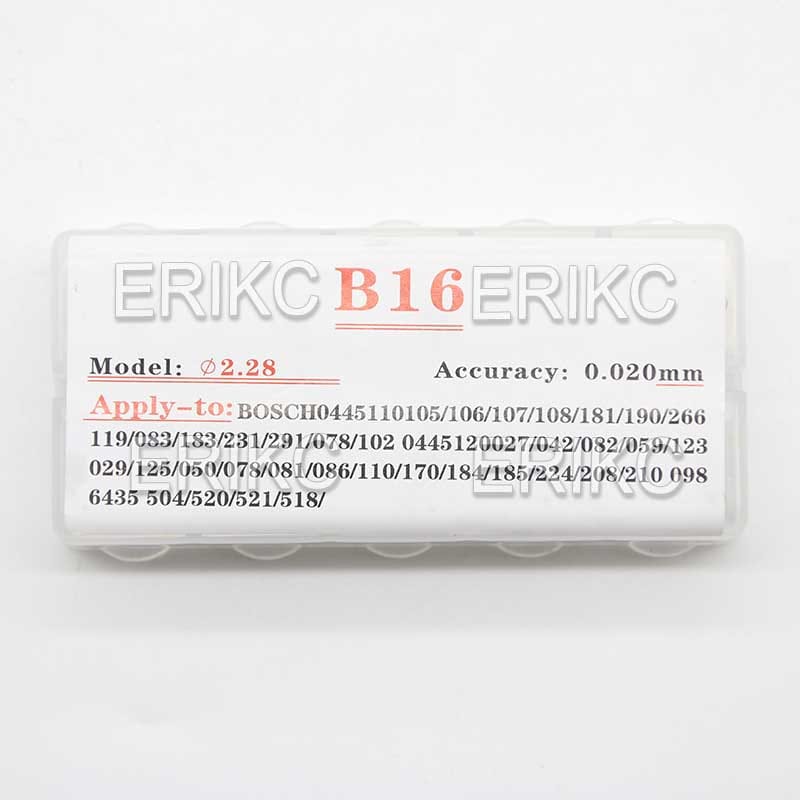 ERIKC B16 ERIKC
Model: ⌀2.28 Accuracy: 0.020mm
Apply-to: BOSCH0445110105/106/107/108/181/190/266
119/083/183/231/291/078/102 0445120027/042/082/059/123
029/125/050/078/081/086/110/170/184/185/224/208/210 098
6435 504/520/521/518/
ERIKC ERIKC